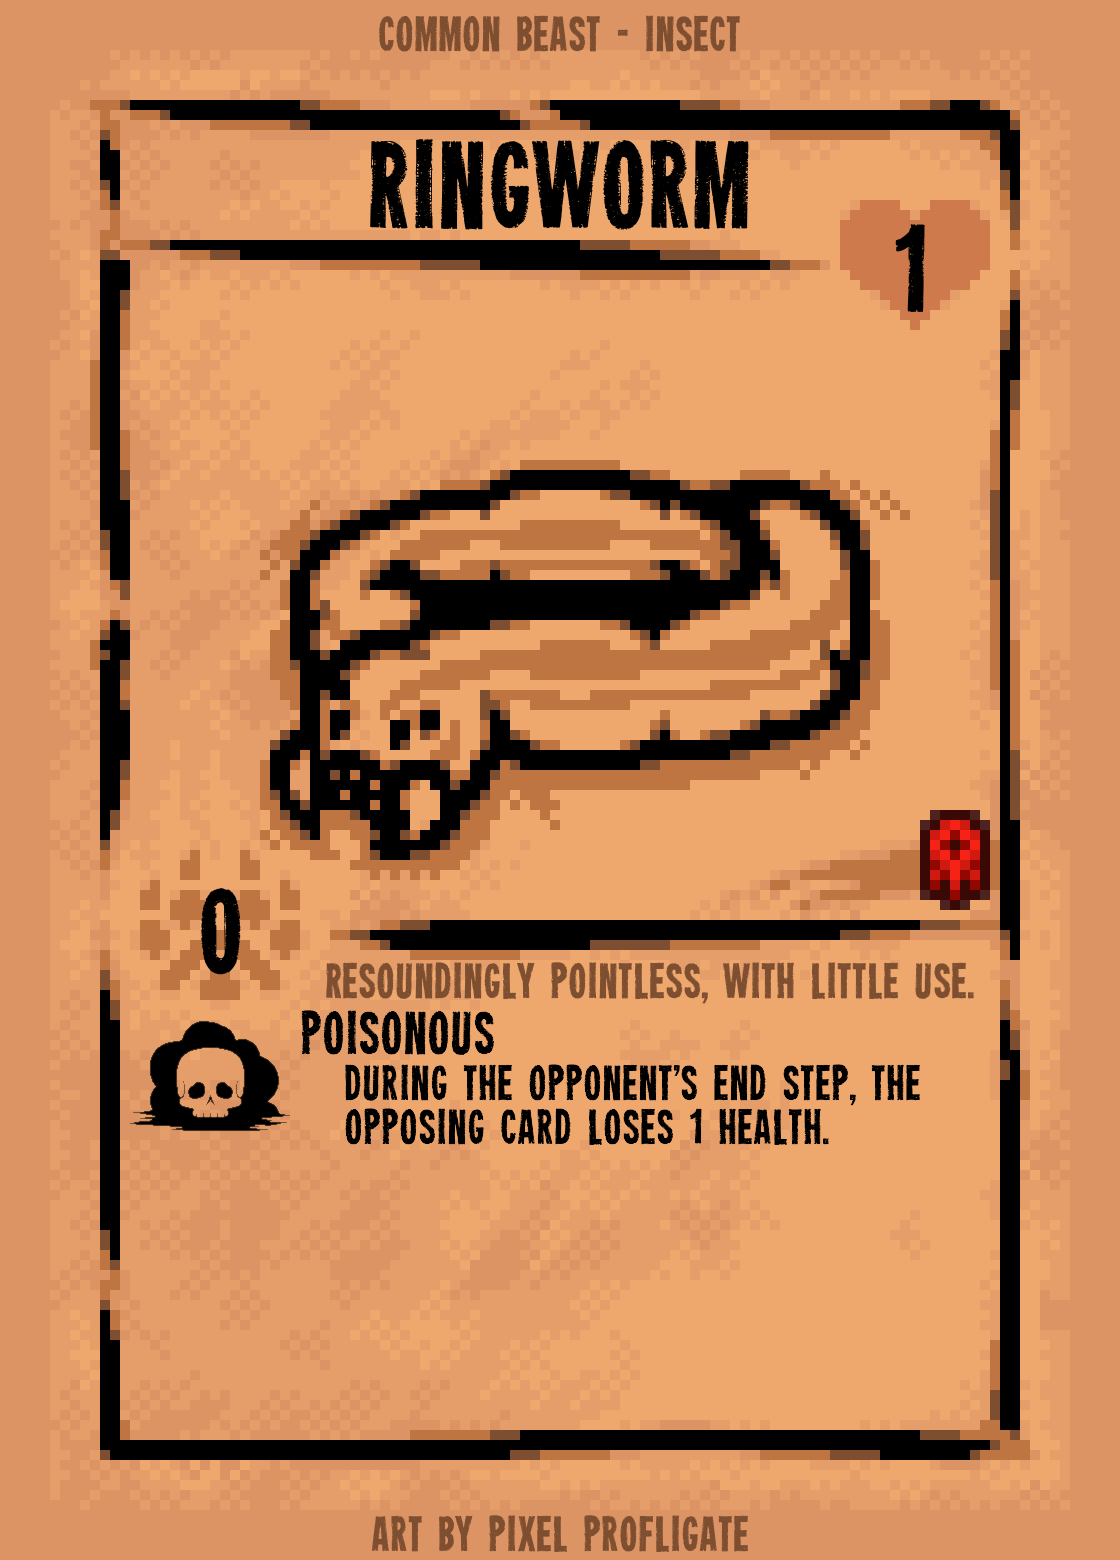 COMMON BEAST - INSECT
RINGWORM
1
0
RESOUNDINGLY POINTLESS, WITH LITTLE USE.
POISONOUS
DURING THE OPPONENT'S END STEP, THE
OPPOSING CARD LOSES 1 HEALTH.
ART BY PIXEL PROFLIGATE